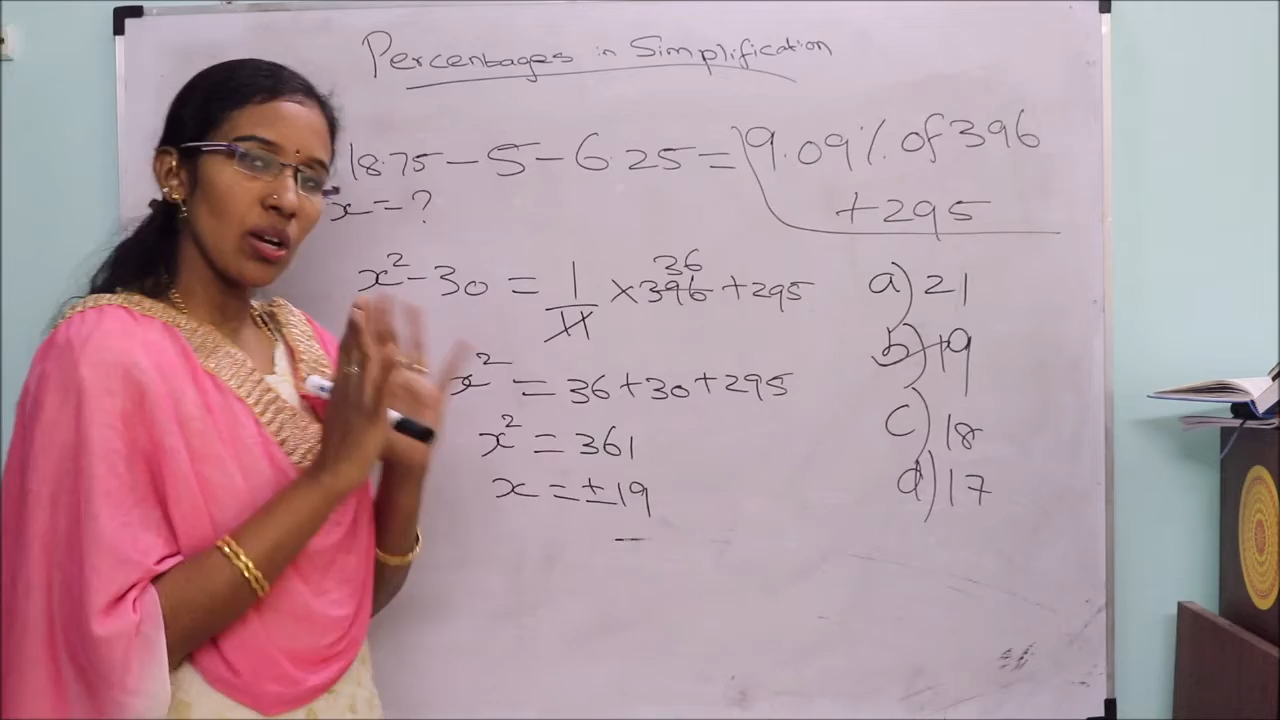 Percentages in Simplification
18.75 - 5 - 6.25 = 9.09% of 396
+ 295
x = ?
x² - 30 = 1/11 × 396 36 + 295
x² = 36 + 30 + 295
x² = 361
x = ± 19
a) 21
b) 19
c) 18
d) 17